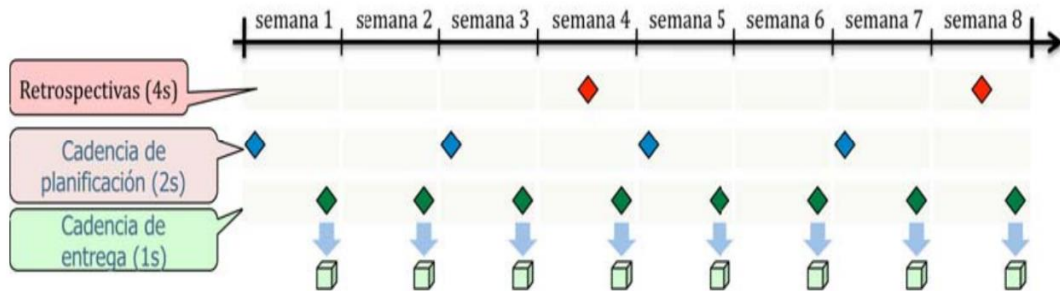 semana 1 semana 2 semana 3 semana 4 semana 5 semana 6 semana 7 semana 8
Retrospectivas (4s)
Cadencia de
planificación (2s)
Cadencia de
entrega (1s)